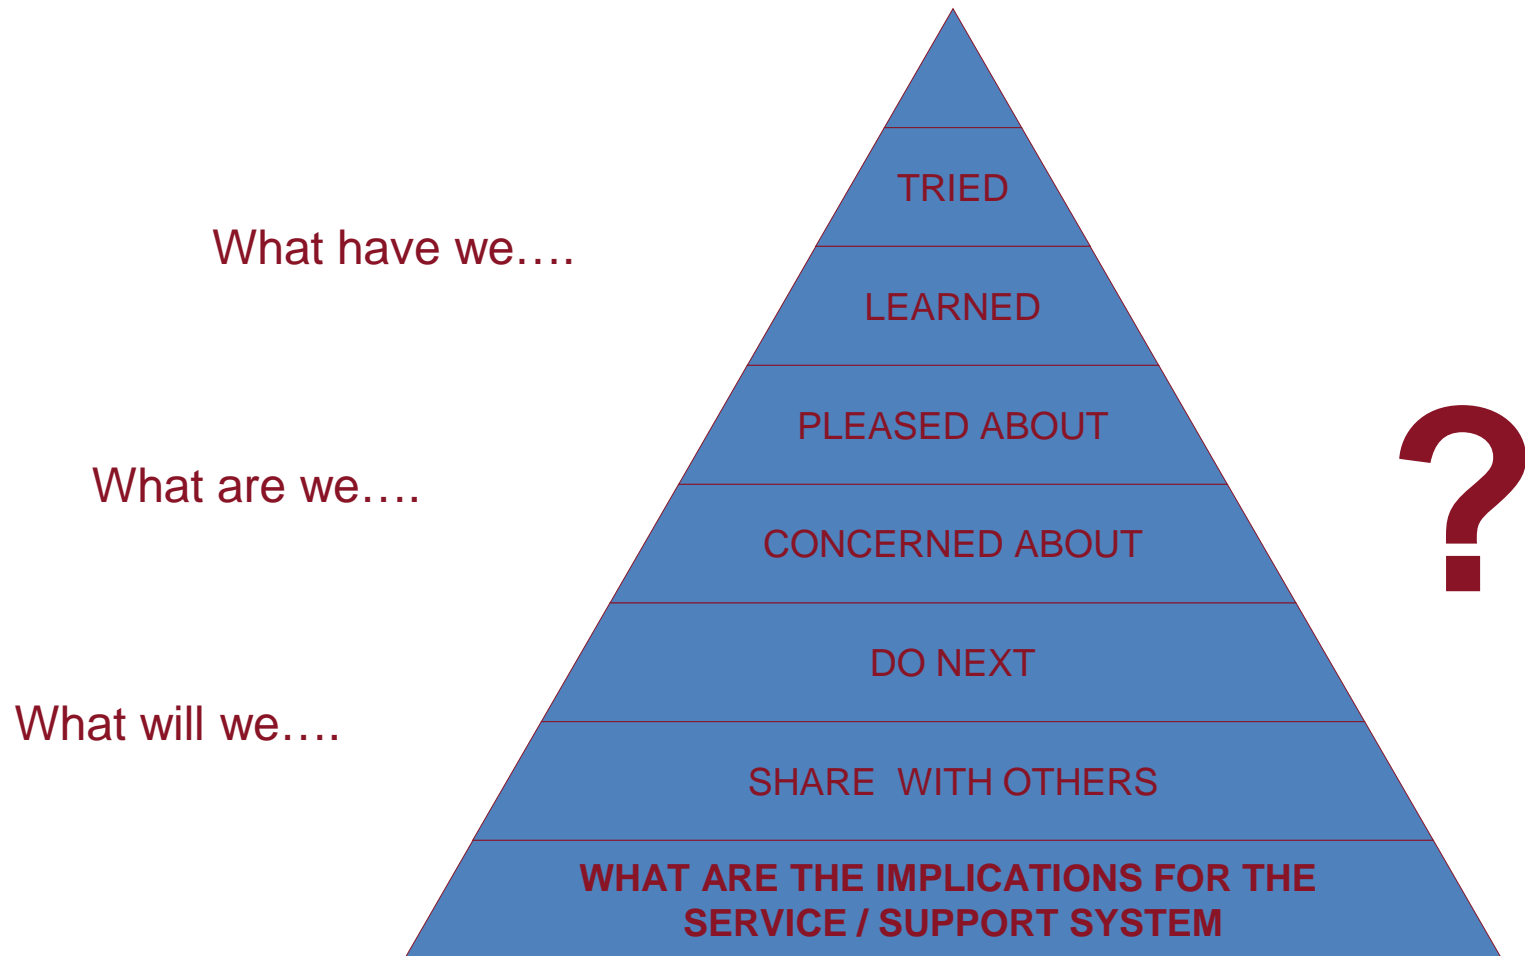 What have we….
TRIED
LEARNED
What are we….
PLEASED ABOUT
CONCERNED ABOUT
?
What will we….
DO NEXT
SHARE  WITH OTHERS
WHAT ARE THE IMPLICATIONS FOR THE
SERVICE / SUPPORT SYSTEM